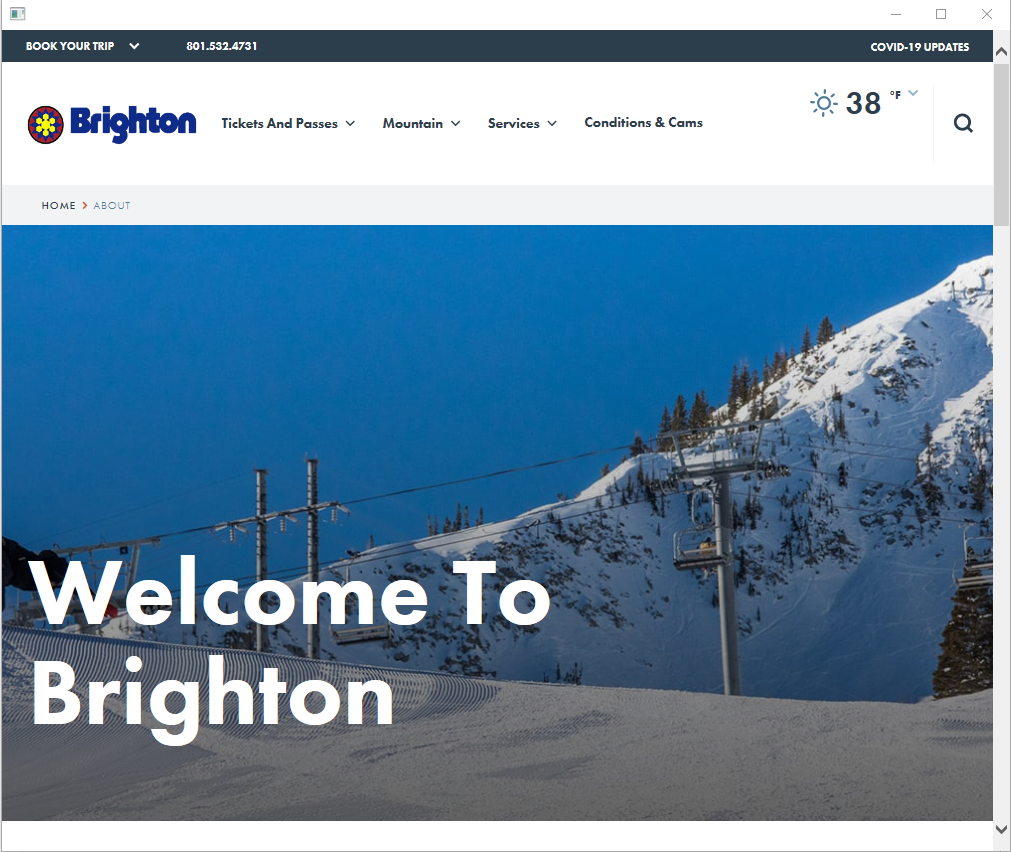 BOOK YOUR TRIP 801.532.4731 COVID-19 UPDATES
Brighton Tickets And Passes Mountain Services Conditions & Cams 38 °F
HOME > ABOUT
Welcome To
Brighton